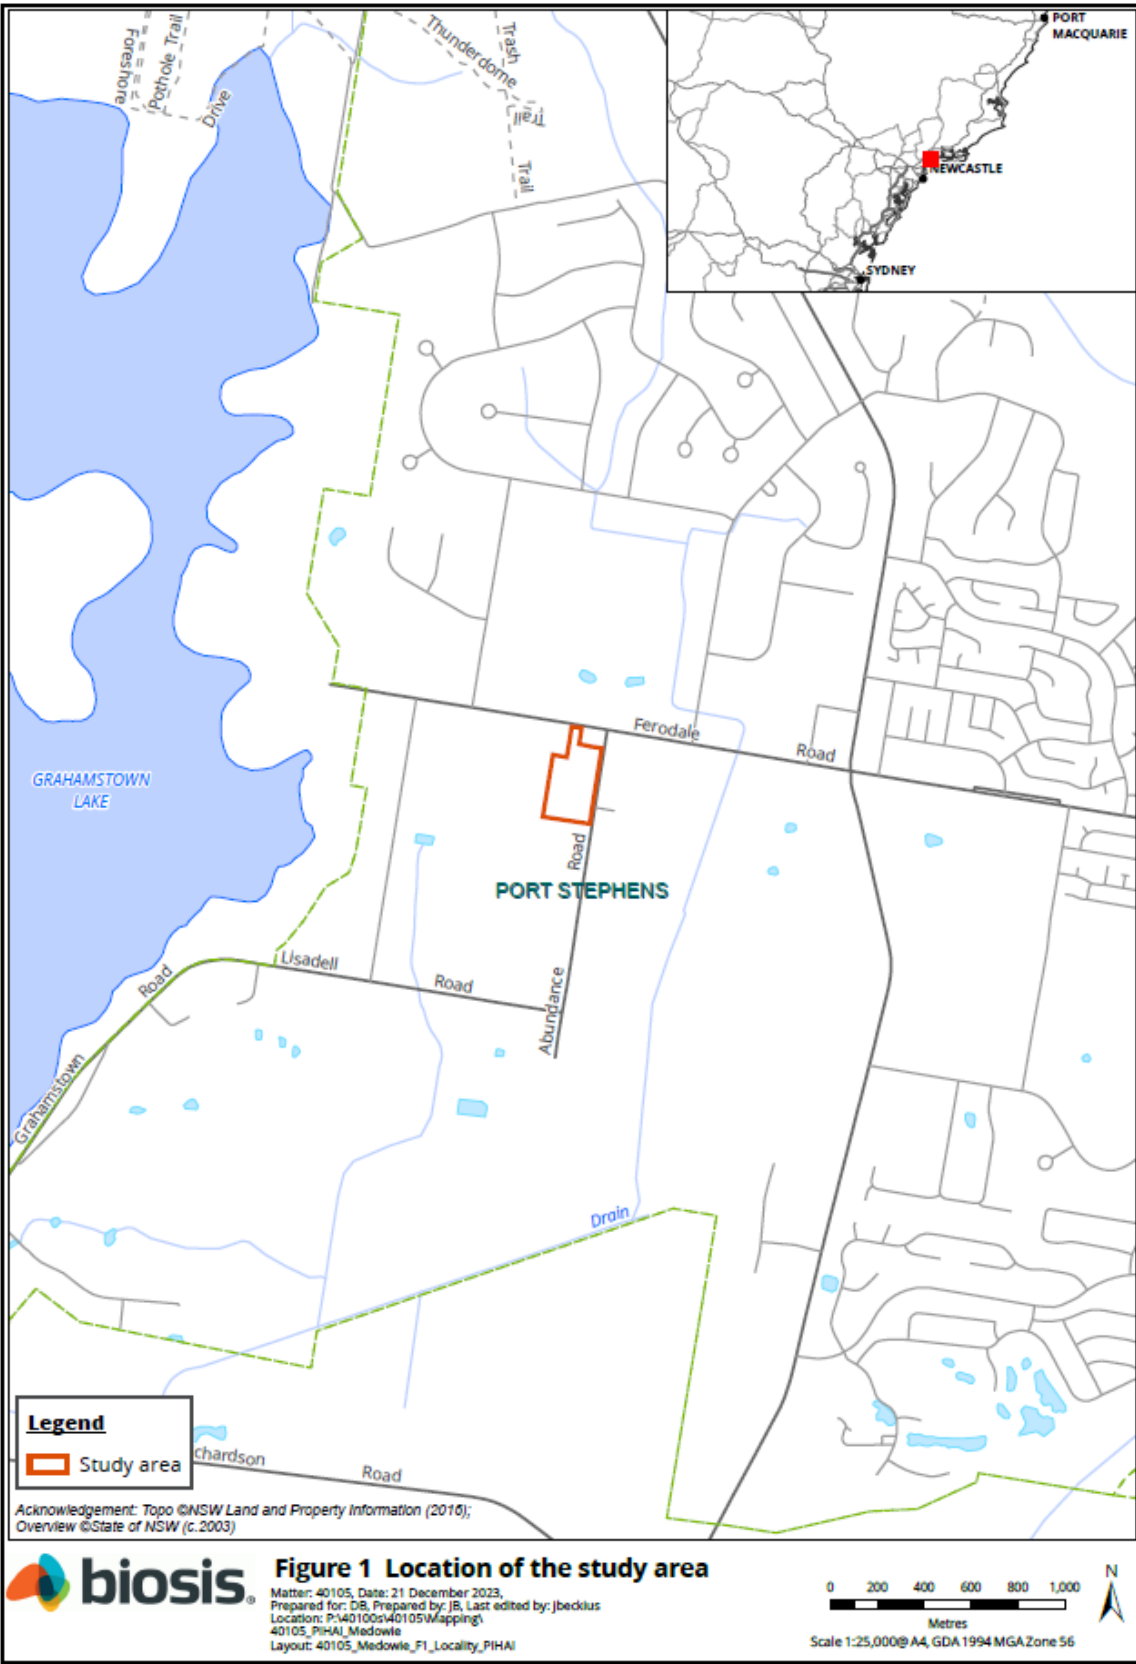 Foreshore
Pothole Trail
Drive
Thunderdome
Trail
Trash
Trail
PORT
MACQUARIE
NEWCASTLE
SYDNEY
Ferodale
Road
GRAHAMSTOWN
LAKE
Road
PORT STEPHENS
Abundance
Lisadell
Road
Road
Grahamstown
Drain
Legend
Study area
chardson
Road
Acknowledgement: Topo ©NSW Land and Property Information (2016);
Overview ©State of NSW (c.2003)
biosis.
Figure 1 Location of the study area
Matter: 40105, Date: 21 December 2023,
Prepared for: DB, Prepared by: JB, Last edited by: jbeckius
Location: P:\40100s\40105\Mapping\
40105_PIHAI_Medowie
Layout: 40105_Medowie_F1_Locality_PIHAI
0 200 400 600 800 1,000
Metres
Scale 1:25,000@ A4, GDA 1994 MGA Zone 56
N